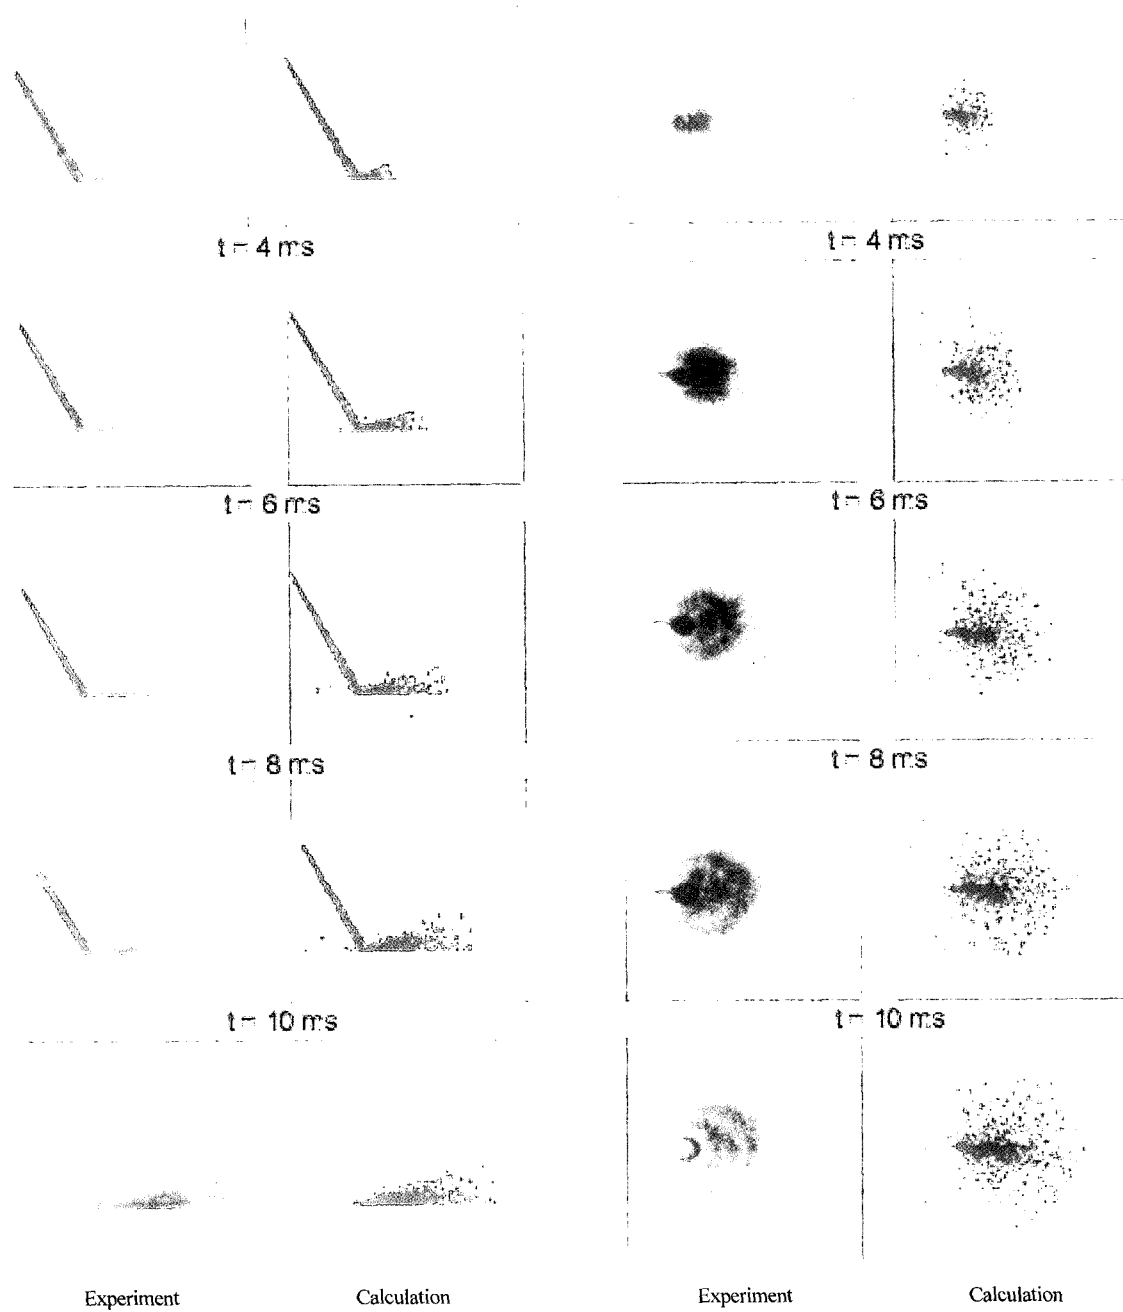 t = 4 ms
t = 4 ms
t = 6 ms
t = 6 ms
t = 8 ms
t = 8 ms
t = 10 ms
t = 10 ms
Experiment Calculation Experiment Calculation